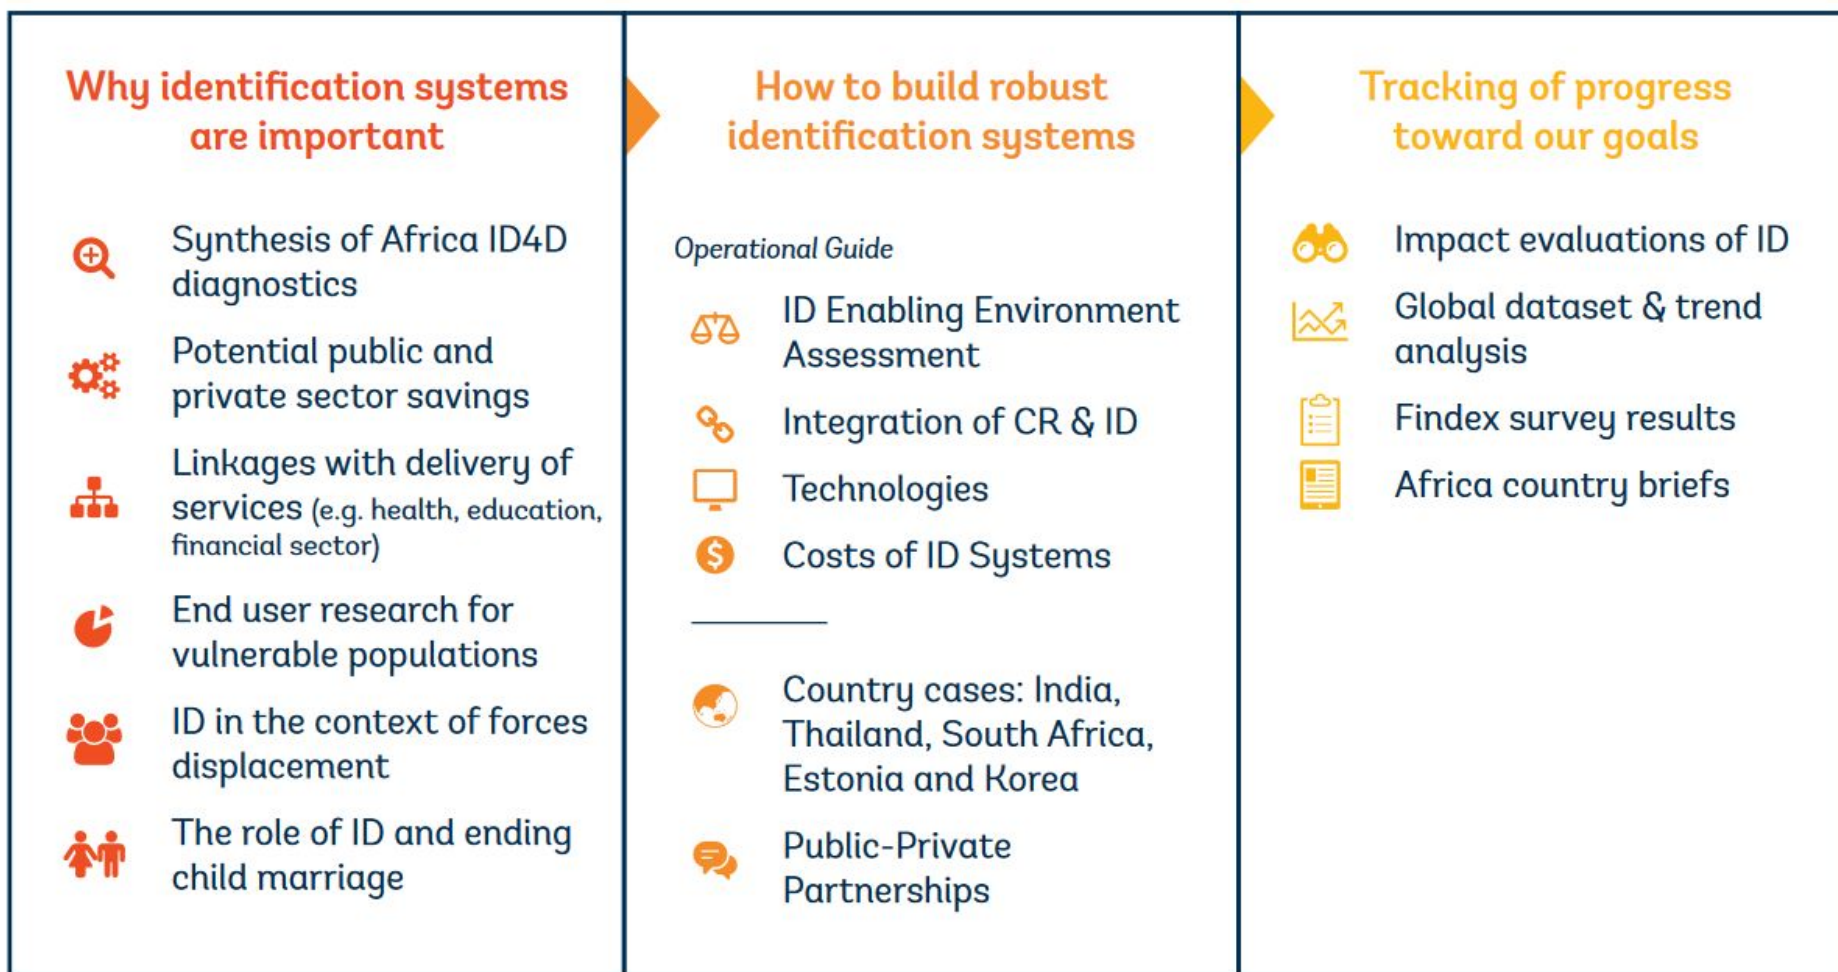 Why identification systems
are important
Synthesis of Africa ID4D
diagnostics
Potential public and
private sector savings
Linkages with delivery of
services (e.g. health, education,
financial sector)
End user research for
vulnerable populations
ID in the context of forces
displacement
The role of ID and ending
child marriage
How to build robust
identification systems
Operational Guide
ID Enabling Environment
Assessment
Integration of CR & ID
Technologies
Costs of ID Systems
Country cases: India,
Thailand, South Africa,
Estonia and Korea
Public-Private
Partnerships
Tracking of progress
toward our goals
Impact evaluations of ID
Global dataset & trend
analysis
Findex survey results
Africa country briefs